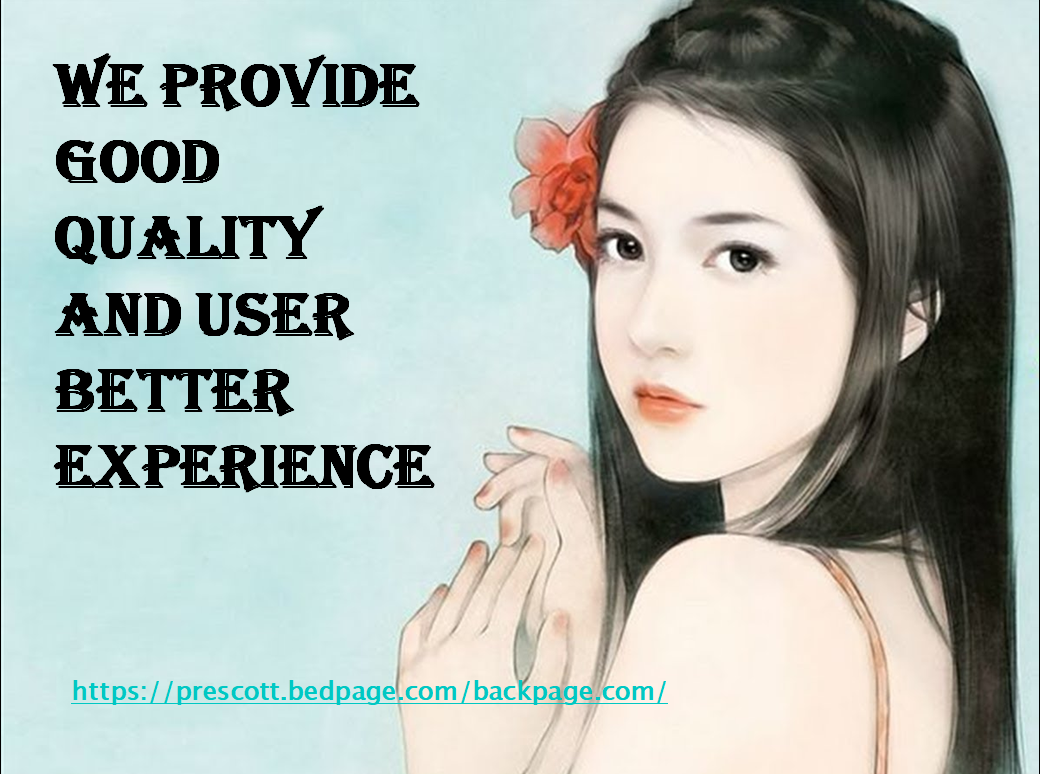 WE PROVIDE
GOOD
QUALITY
AND USER
BETTER
EXPERIENCE
https://prescott.bedpage.com/backpage.com/